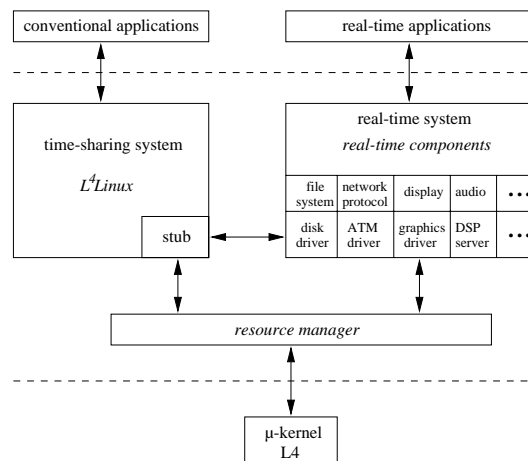 conventional applications
real-time applications
time-sharing system
L⁴Linux
stub
real-time system
real-time components
file system
network protocol
display
audio
...
disk driver
ATM driver
graphics driver
DSP server
...
resource manager
μ-kernel
L4